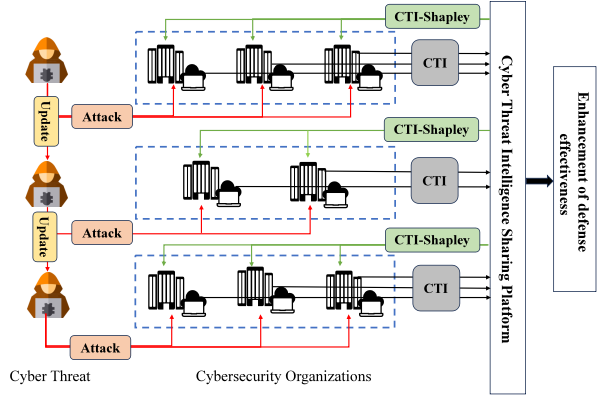 CTI-Shapley
CTI
Update
Attack
CTI-Shapley
CTI
Update
Attack
CTI-Shapley
CTI
Attack
Cyber Threat Intelligence Sharing Platform
Enhancement of defense
effectiveness
Cyber Threat
Cybersecurity Organizations